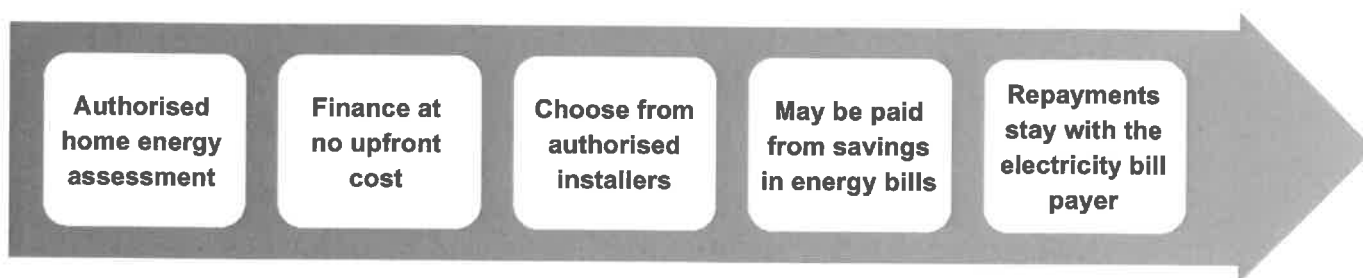 Authorised
home energy
assessment
Finance at
no upfront
cost
Choose from
authorised
installers
May be paid
from savings
in energy bills
Repayments
stay with the
electricity bill
payer